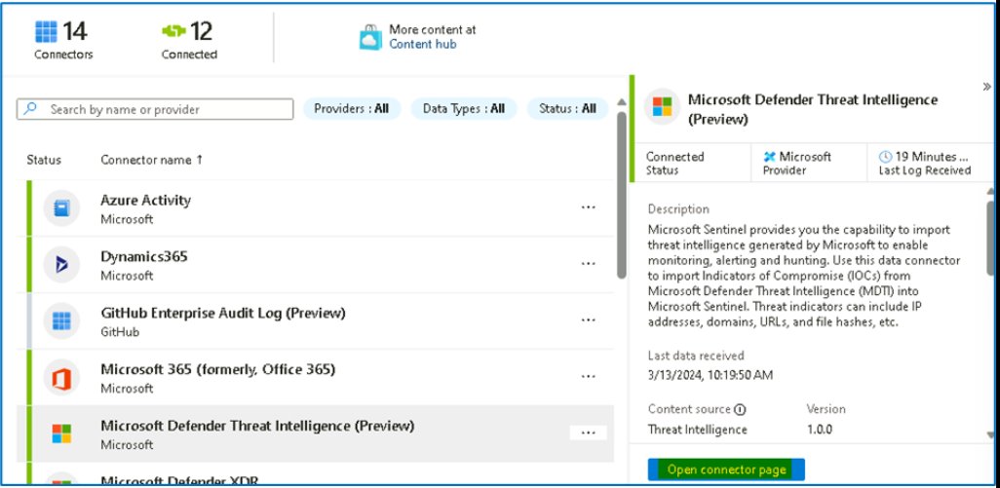 14
Connectors
12
Connected
More content at
Content hub
Search by name or provider
Providers : All
Data Types : All
Status : All
Status
Connector name ↑
Azure Activity
Microsoft
...
Dynamics365
Microsoft
...
GitHub Enterprise Audit Log (Preview)
GitHub
...
Microsoft 365 (formerly, Office 365)
Microsoft
...
Microsoft Defender Threat Intelligence (Preview)
Microsoft
...
Microsoft Defender XDR
»
Microsoft Defender Threat Intelligence
(Preview)
Connected
Status
Microsoft
Provider
19 Minutes ...
Last Log Received
Description
Microsoft Sentinel provides you the capability to import
threat intelligence generated by Microsoft to enable
monitoring, alerting and hunting. Use this data connector
to import Indicators of Compromise (IOCs) from
Microsoft Defender Threat Intelligence (MDTI) into
Microsoft Sentinel. Threat indicators can include IP
addresses, domains, URLs, and file hashes, etc.
Last data received
3/13/2024, 10:19:50 AM
Content source
Threat Intelligence
Version
1.0.0
Open connector page